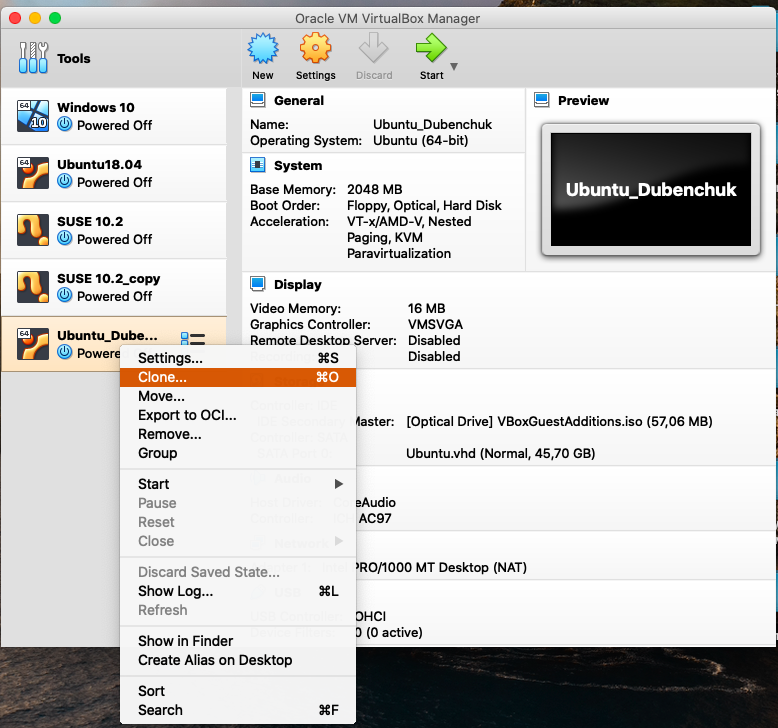 Oracle VM VirtualBox Manager
Tools
New
Settings
Discard
Start
64
10
Windows 10
Powered Off
64
Ubuntu18.04
Powered Off
SUSE 10.2
Powered Off
SUSE 10.2_copy
Powered Off
64
Ubuntu_Dube...
Powere
General
Name: Ubuntu_Dubenchuk
Operating System: Ubuntu (64-bit)
System
Base Memory: 2048 MB
Boot Order: Floppy, Optical, Hard Disk
Acceleration: VT-x/AMD-V, Nested
Paging, KVM
Paravirtualization
Preview
Ubuntu_Dubenchuk
Display
Video Memory: 16 MB
Graphics Controller: VMSVGA
Remote Desktop Server: Disabled
Disabled
Master: [Optical Drive] VBoxGuestAdditions.iso (57,06 MB)
Ubuntu.vhd (Normal, 45,70 GB)
Audio
AC97
PRO/1000 MT Desktop (NAT)
OHCI
0 (0 active)
Settings... ⌘S
Clone... ⌘O
Move...
Export to OCI...
Remove...
Group
Start
Pause
Reset
Close
Discard Saved State...
Show Log... ⌘L
Refresh
Show in Finder
Create Alias on Desktop
Sort
Search ⌘F